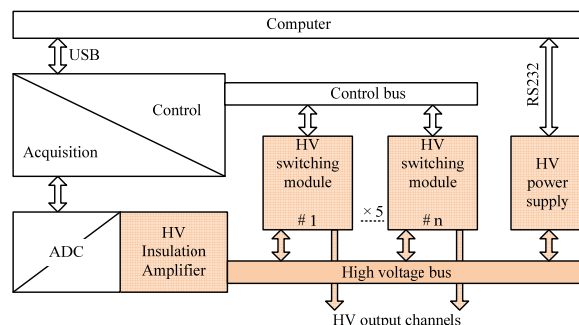 Computer
USB
RS232
Control
Control bus
Acquisition
HV
switching
module
# 1
× 5
HV
switching
module
# n
HV
power
supply
ADC
HV
Insulation
Amplifier
High voltage bus
HV output channels